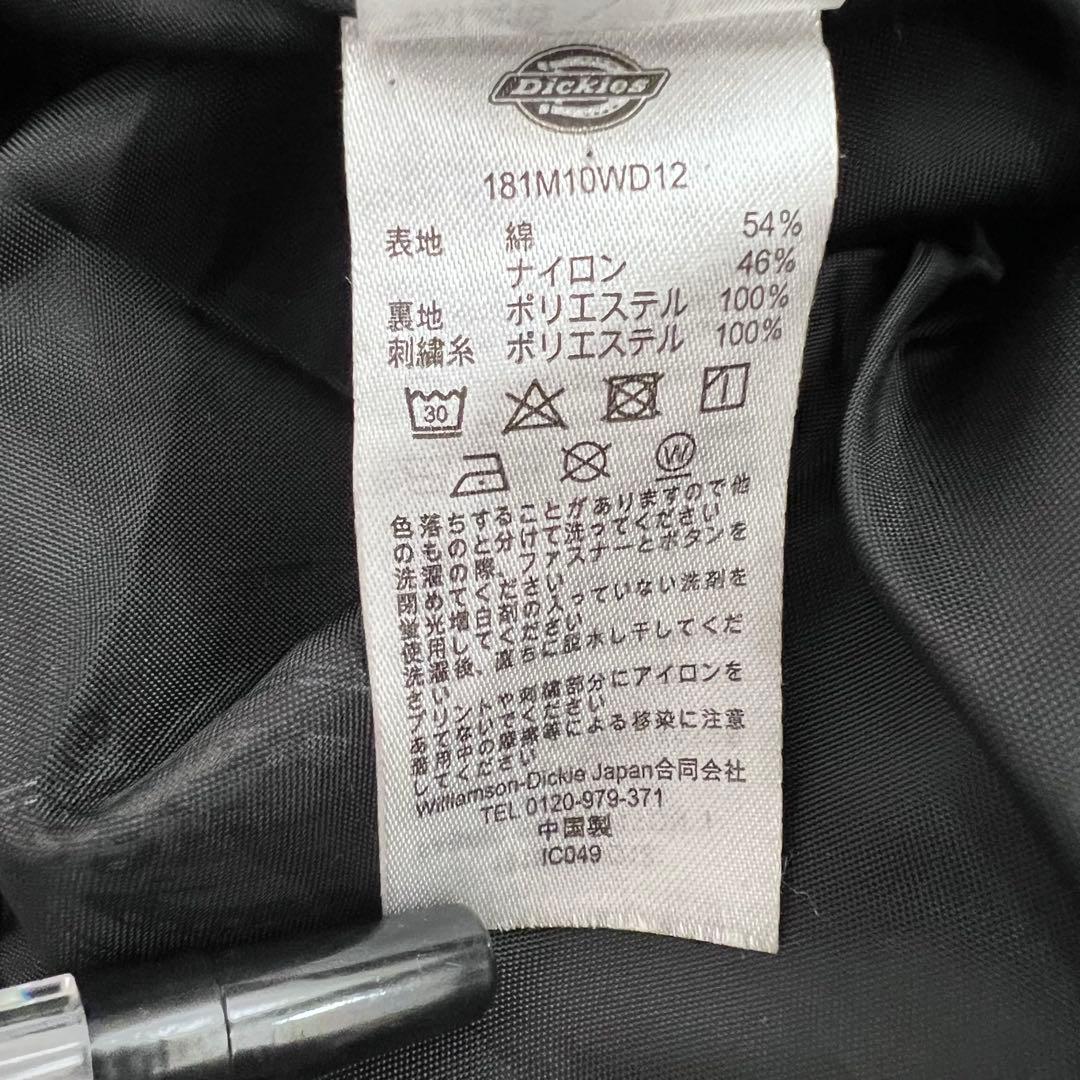 Dickies
181M10WD12
表地 綿 54%
ナイロン 46%
裏地 ポリエステル 100%
刺繍糸 ポリエステル 100%
30
W
色落ちすることがありますので他
のものと分けて洗ってください
洗濯の際、ファスナーとボタンを
閉めてください
蛍光増白剤の入っていない洗剤を
使用してください
洗濯後、直ちに脱水し干してくだ
さい
プリントや刺繍部分にアイロンを
あてないでください
着用中の摩擦等による移染に注意
してください
Williamson-Dickie Japan合同会社
TEL 0120-979-371
中国製
IC049